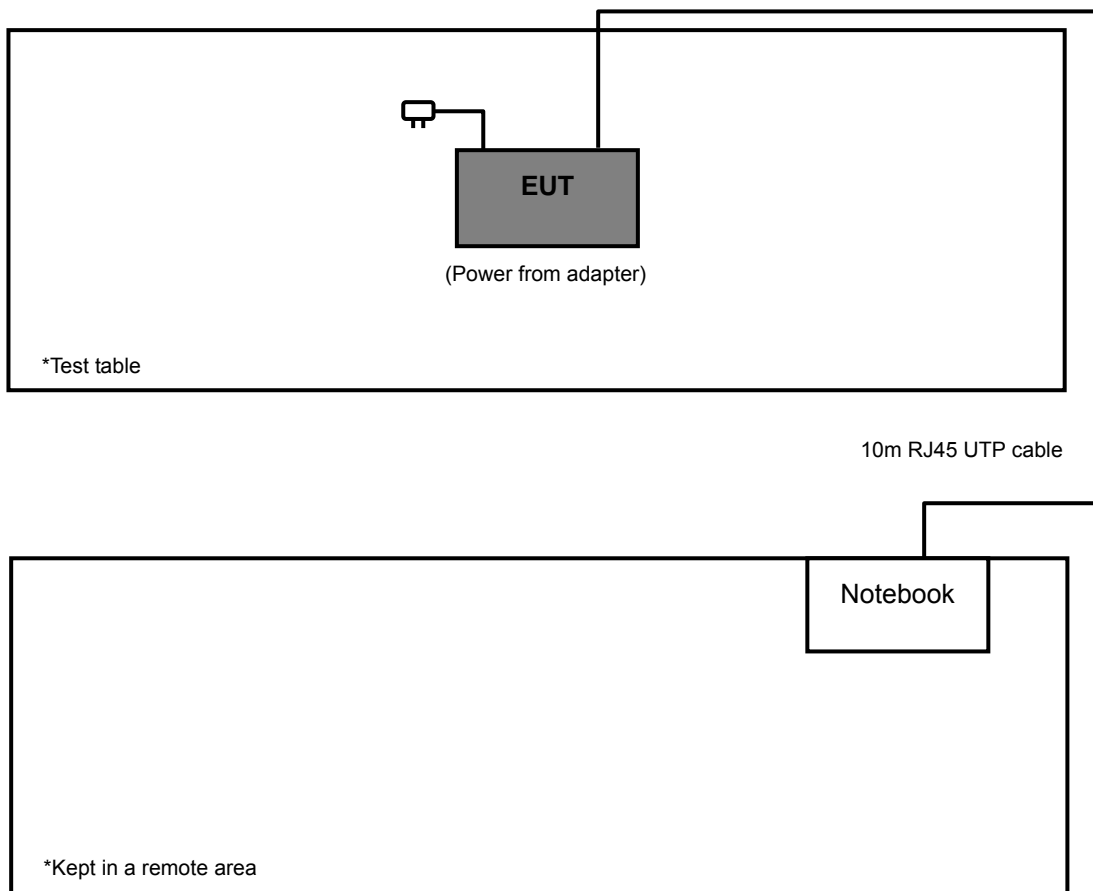 EUT
(Power from adapter)
*Test table
10m RJ45 UTP cable
Notebook
*Kept in a remote area